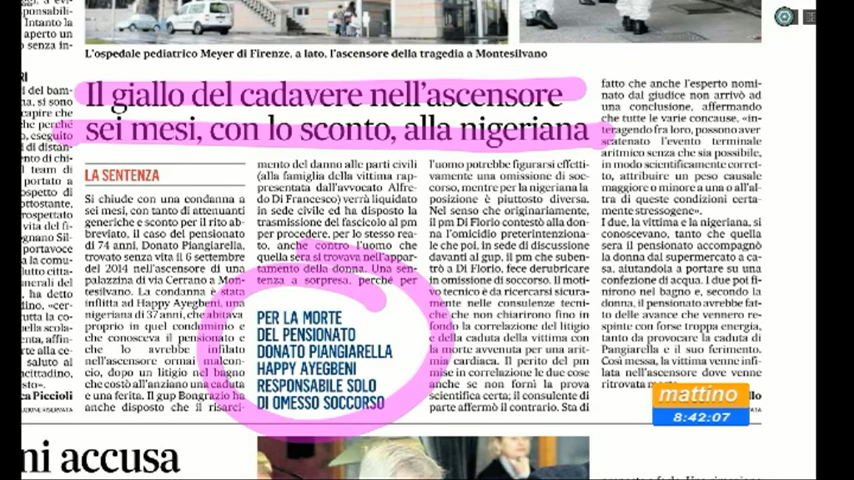 L'ospedale pediatrico Meyer di Firenze, a lato, l'ascensore della tragedia a Montesilvano
Il giallo del cadavere nell'ascensore
sei mesi, con lo sconto, alla nigeriana
LA SENTENZA
Si chiude con una condanna a
sei mesi, con tanto di attenuanti
generiche e sconto per il rito ab-
breviato, il caso del pensionato
di 74 anni, Donato Piangiarella,
trovato senza vita il 6 settembre
del 2014 nell'ascensore di una
palazzina di via Cerrano a Mon-
tesilvano. La condanna è stata
inflitta ad Happy Ayegbeni, una
nigeriana di 37 anni, che abitava
proprio in quel condominio e
che conosceva il pensionato e
che lo avrebbe infilato
nell'ascensore ormai malcon-
cio, dopo un litigio nel bagno
che costò all'anziano una caduta
e una ferita. Il gup Bongrazio ha
anche disposto che il risarci-
mento del danno alle parti civili
(alla famiglia della vittima rap-
presentata dall'avvocato Alfre-
do Di Francesco) verrà liquidato
in sede civile ed ha disposto la
trasmissione del fascicolo al pm
per procedere, per lo stesso rea-
to, anche contro l'uomo che
quella sera si trovava nell'appar-
tamento della donna. Una sen-
tenza a sorpresa, perché per
PER LA MORTE
DEL PENSIONATO
DONATO PIANGIARELLA
HAPPY AYEGBENI
RESPONSABILE SOLO
DI OMESSO SOCCORSO
l'uomo potrebbe figurarsi effetti-
vamente una omissione di soc-
corso, mentre per la nigeriana la
posizione è piuttosto diversa.
Nel senso che originariamente,
il pm Di Florio contestò alla don-
na l'omicidio preterintenziona-
le che poi, in sede di discussione
davanti al gup, il pm che suben-
trò a Di Florio, fece derubricare
in omissione di soccorso. Il moti-
vo tecnico è da ricercarsi sicura-
mente nelle consulenze tecni-
che che non chiarirono fino in
fondo la correlazione del litigio
e della caduta della vittima con
la morte avvenuta per una arit-
mia cardiaca. Il perito del pm
mise in correlazione le due cose
anche se non fornì la prova
scientifica certa; il consulente di
parte affermò il contrario. Sta di
fatto che anche l'esperto nomi-
nato dal giudice non arrivò ad
una conclusione, affermando
che tutte le varie concause, «in-
teragendo fra loro, possono aver
scatenato l'evento terminale
aritmico senza che sia possibile,
in modo scientificamente corret-
to, attribuire un peso causale
maggiore o minore a una o all'al-
tra di queste condizioni certa-
mente stressogene».
I due, la vittima e la nigeriana, si
conoscevano, tanto che quella
sera il pensionato accompagnò
la donna dal supermercato a ca-
sa, aiutandola a portare su una
confezione di acqua. I due poi fi-
nirono nel bagno e, secondo la
donna, il pensionato avrebbe fat-
to delle avance che vennero re-
spinte con forse troppa energia,
tanto da provocare la caduta di
Piangiarella e il suo ferimento.
Così messa, la vittima venne infi-
lata nell'ascensore dove venne
ritrovata
mattino
8:42:07
ni accusa